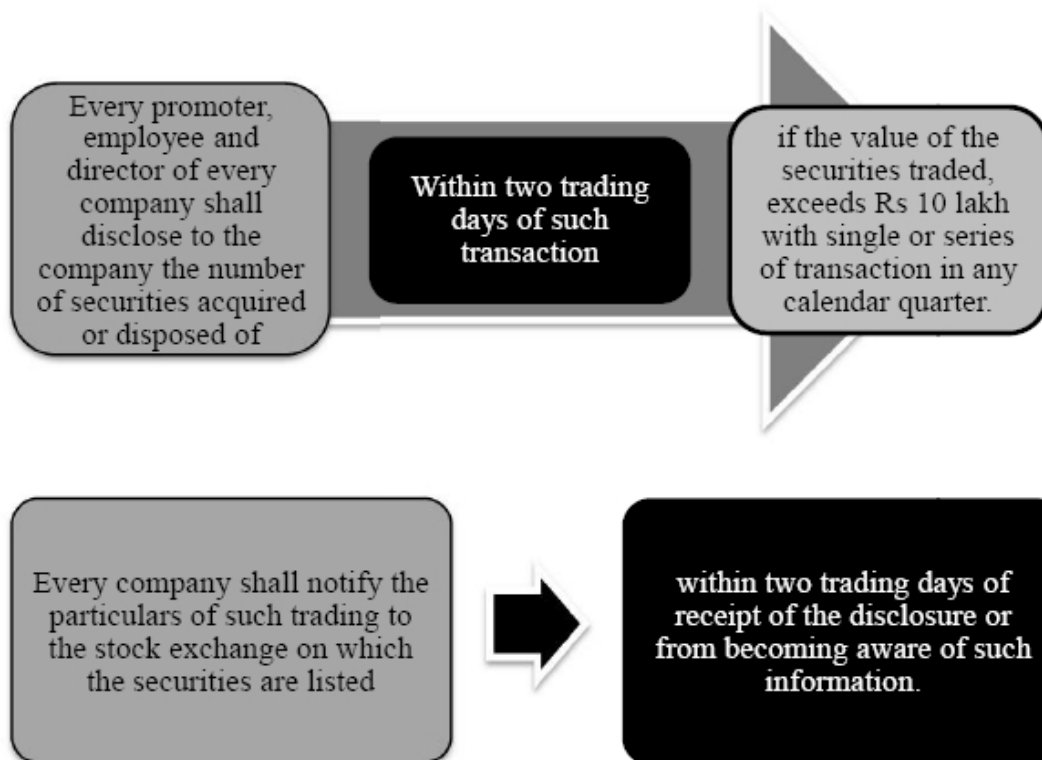 Every promoter,
employee and
director of every
company shall
disclose to the
company the number
of securities acquired
or disposed of
Within two trading
days of such
transaction
if the value of the
securities traded,
exceeds Rs 10 lakh
with single or series
of transaction in any
calendar quarter.
Every company shall notify the
particulars of such trading to
the stock exchange on which
the securities are listed
within two trading days of
receipt of the disclosure or
from becoming aware of such
information.